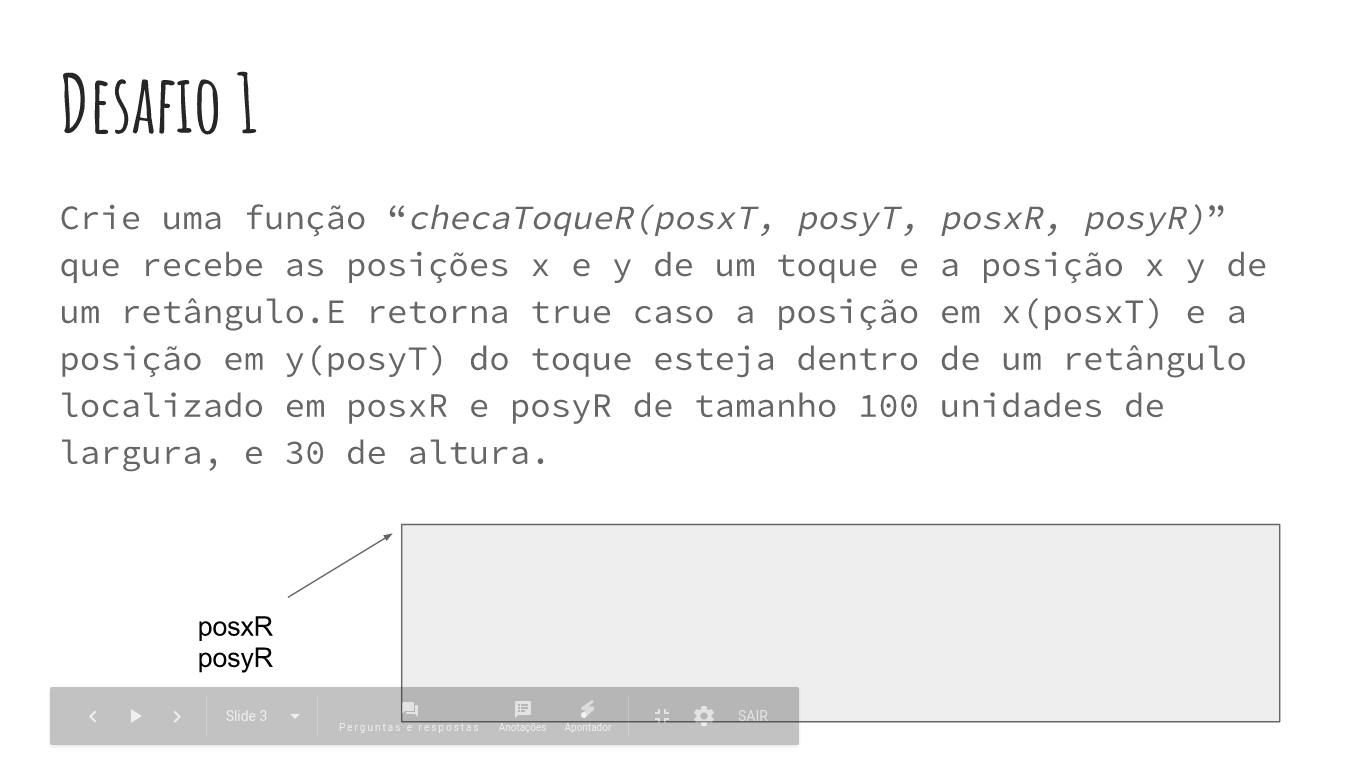 Desafio 1
Crie uma função “checaToqueR(posxT, posyT, posxR, posyR)”
que recebe as posições x e y de um toque e a posição x y de
um retângulo.E retorna true caso a posição em x(posxT) e a
posição em y(posyT) do toque esteja dentro de um retângulo
localizado em posxR e posyR de tamanho 100 unidades de
largura, e 30 de altura.
posxR
posyR
Slide 3
Perguntas e respostas
Anotações
Apontador
SAIR